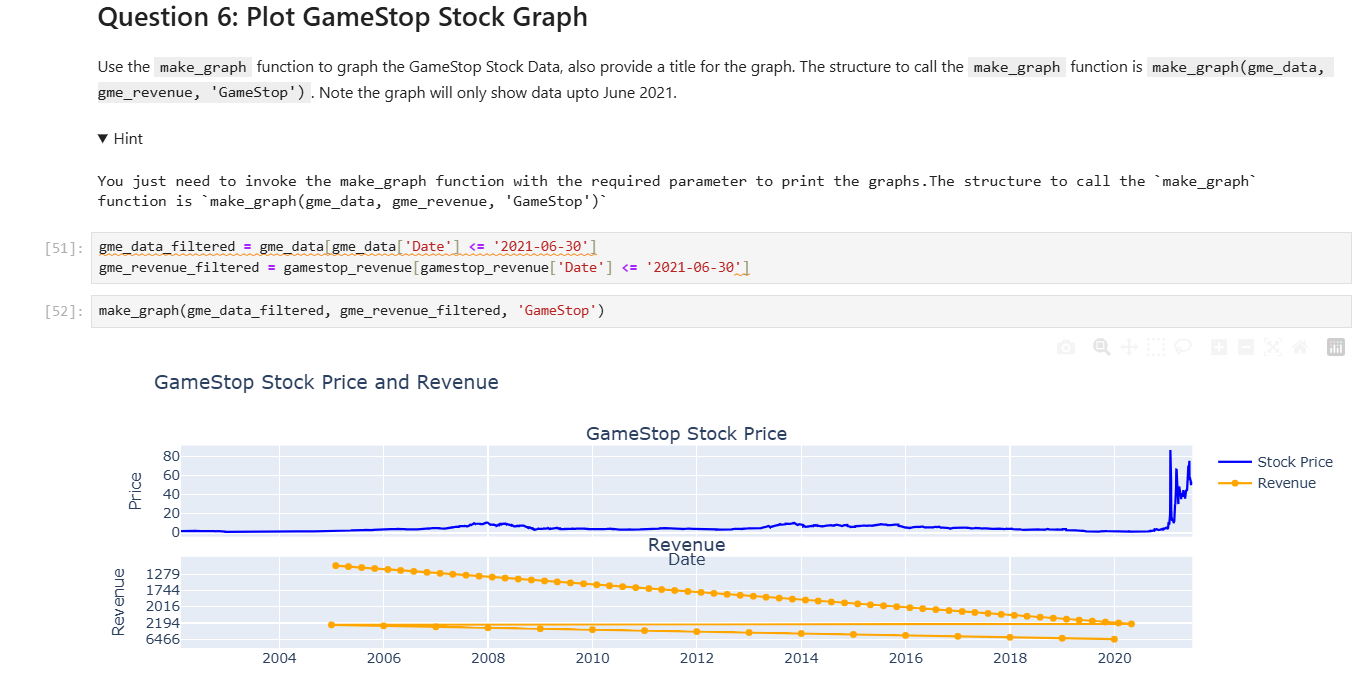 Question 6: Plot GameStop Stock Graph
Use the make_graph function to graph the GameStop Stock Data, also provide a title for the graph. The structure to call the make_graph function is make_graph(gme_data,
gme_revenue, 'GameStop') . Note the graph will only show data upto June 2021.
▼ Hint
You just need to invoke the make_graph function with the required parameter to print the graphs.The structure to call the `make_graph`
function is `make_graph(gme_data, gme_revenue, 'GameStop')`
[51]: gme_data_filtered = gme_data[gme_data['Date'] <= '2021-06-30']
gme_revenue_filtered = gamestop_revenue[gamestop_revenue['Date'] <= '2021-06-30']
[52]: make_graph(gme_data_filtered, gme_revenue_filtered, 'GameStop')
GameStop Stock Price and Revenue
GameStop Stock Price
80
60
40
20
0
Price
Stock Price
Revenue
Revenue
Date
1279
1744
2016
2194
6466
Revenue
2004 2006 2008 2010 2012 2014 2016 2018 2020